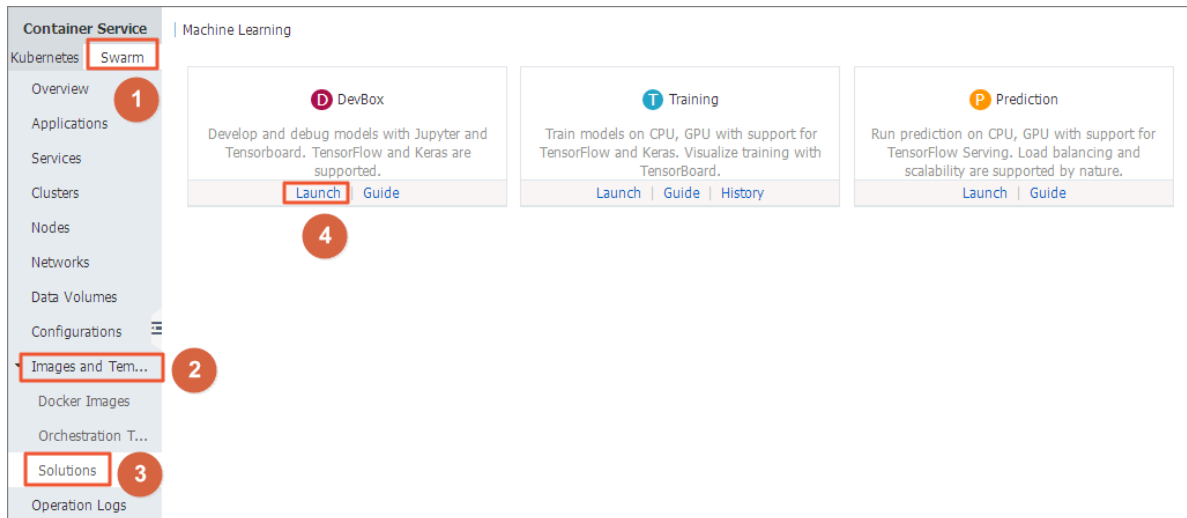 Container Service
Kubernetes Swarm
1
Overview
Applications
Services
Clusters
Nodes
Networks
Data Volumes
Configurations
Images and Tem...
2
Docker Images
Orchestration T...
Solutions
3
Operation Logs
Machine Learning
D DevBox
Develop and debug models with Jupyter and
Tensorboard. TensorFlow and Keras are
supported.
Launch | Guide
4
T Training
Train models on CPU, GPU with support for
TensorFlow and Keras. Visualize training with
TensorBoard.
Launch | Guide | History
P Prediction
Run prediction on CPU, GPU with support for
TensorFlow Serving. Load balancing and
scalability are supported by nature.
Launch | Guide